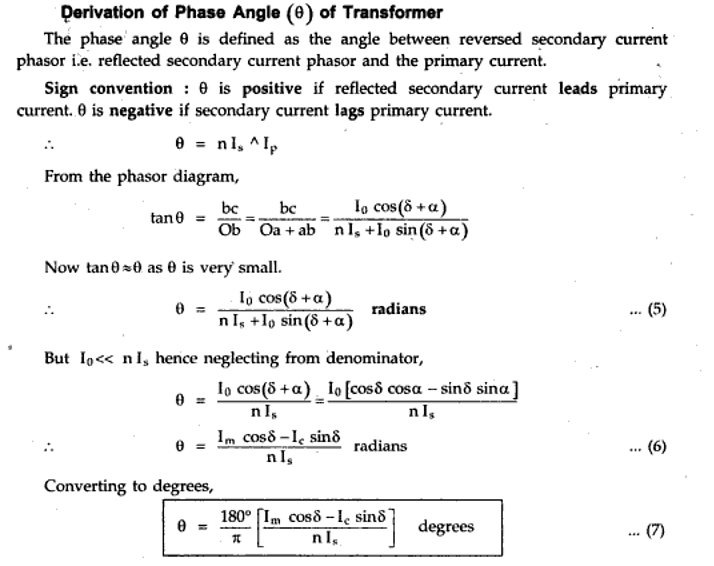 Derivation of Phase Angle (θ) of Transformer
The phase angle θ is defined as the angle between reversed secondary current
phasor i.e. reflected secondary current phasor and the primary current.
Sign convention : θ is positive if reflected secondary current leads primary
current. θ is negative if secondary current lags primary current.
∴ θ = n Is ^ Ip
From the phasor diagram,
tan θ = bc / Ob = bc / Oa + ab = I0 cos(δ + α) / n Is + I0 sin(δ + α)
Now tan θ ≈ θ as θ is very small.
∴ θ = I0 cos(δ + α) / n Is + I0 sin(δ + α) radians ... (5)
But I0 << n Is hence neglecting from denominator,
θ = I0 cos(δ + α) / n Is = I0 [cosδ cosα – sinδ sinα] / n Is
∴ θ = Im cosδ – Ic sinδ / n Is radians ... (6)
Converting to degrees,
θ = 180° / π [Im cosδ – Ic sinδ / n Is] degrees ... (7)